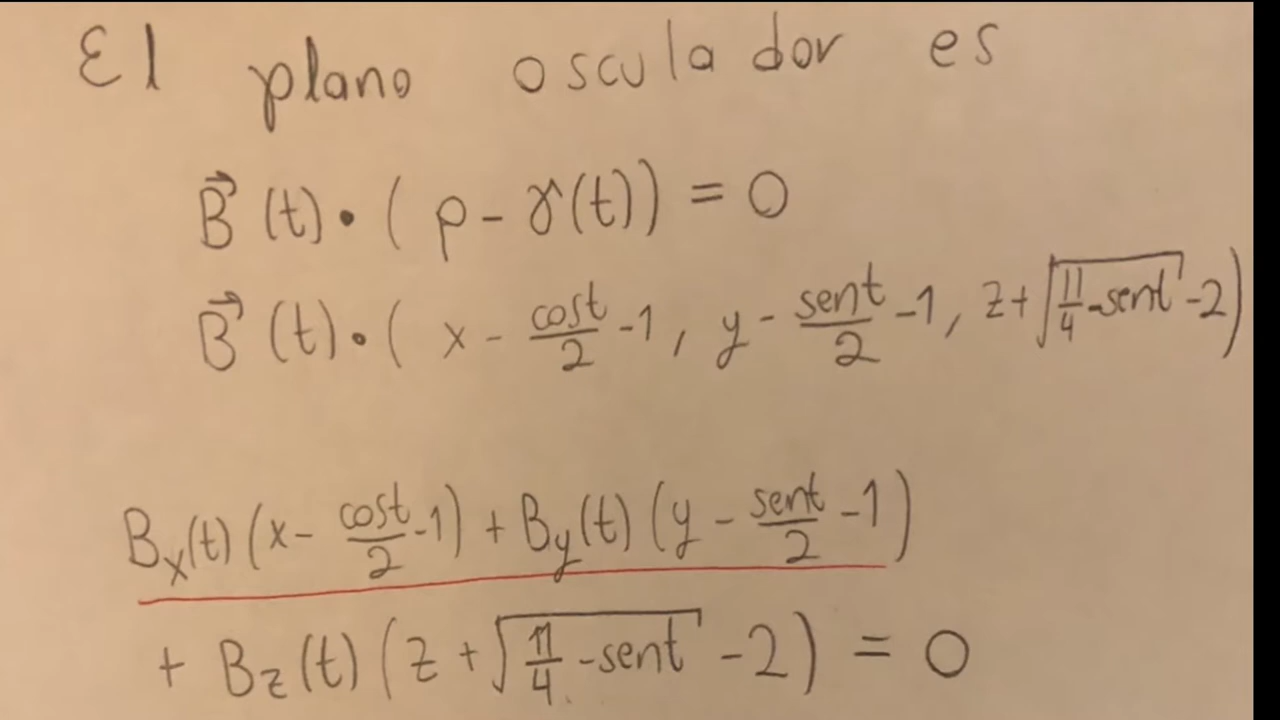 El plano osculador es
B⃗(t)•(p-γ(t))=0
B⃗(t)•(x-cost/2-1, y-sent/2-1, z+√(11/4-sent)-2)
Bx(t)(x-cost/2-1)+By(t)(y-sent/2-1)
+Bz(t)(z+√(11/4-sent)-2)=0